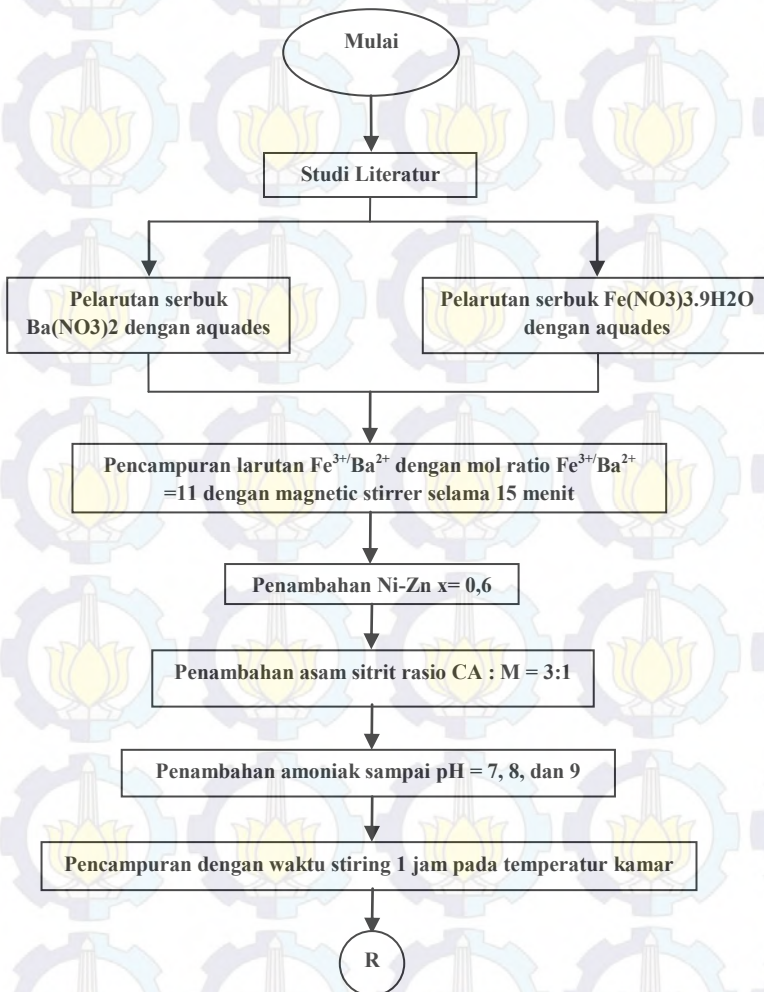 Mulai
Studi Literatur
Pelarutan serbuk
Ba(NO3)2 dengan aquades
Pelarutan serbuk Fe(NO3)3.9H2O
dengan aquades
Pencampuran larutan Fe³⁺/Ba²⁺ dengan mol ratio Fe³⁺/Ba²⁺
=11 dengan magnetic stirrer selama 15 menit
Penambahan Ni-Zn x= 0,6
Penambahan asam sitrit rasio CA : M = 3:1
Penambahan amoniak sampai pH = 7, 8, dan 9
Pencampuran dengan waktu stiring 1 jam pada temperatur kamar
R